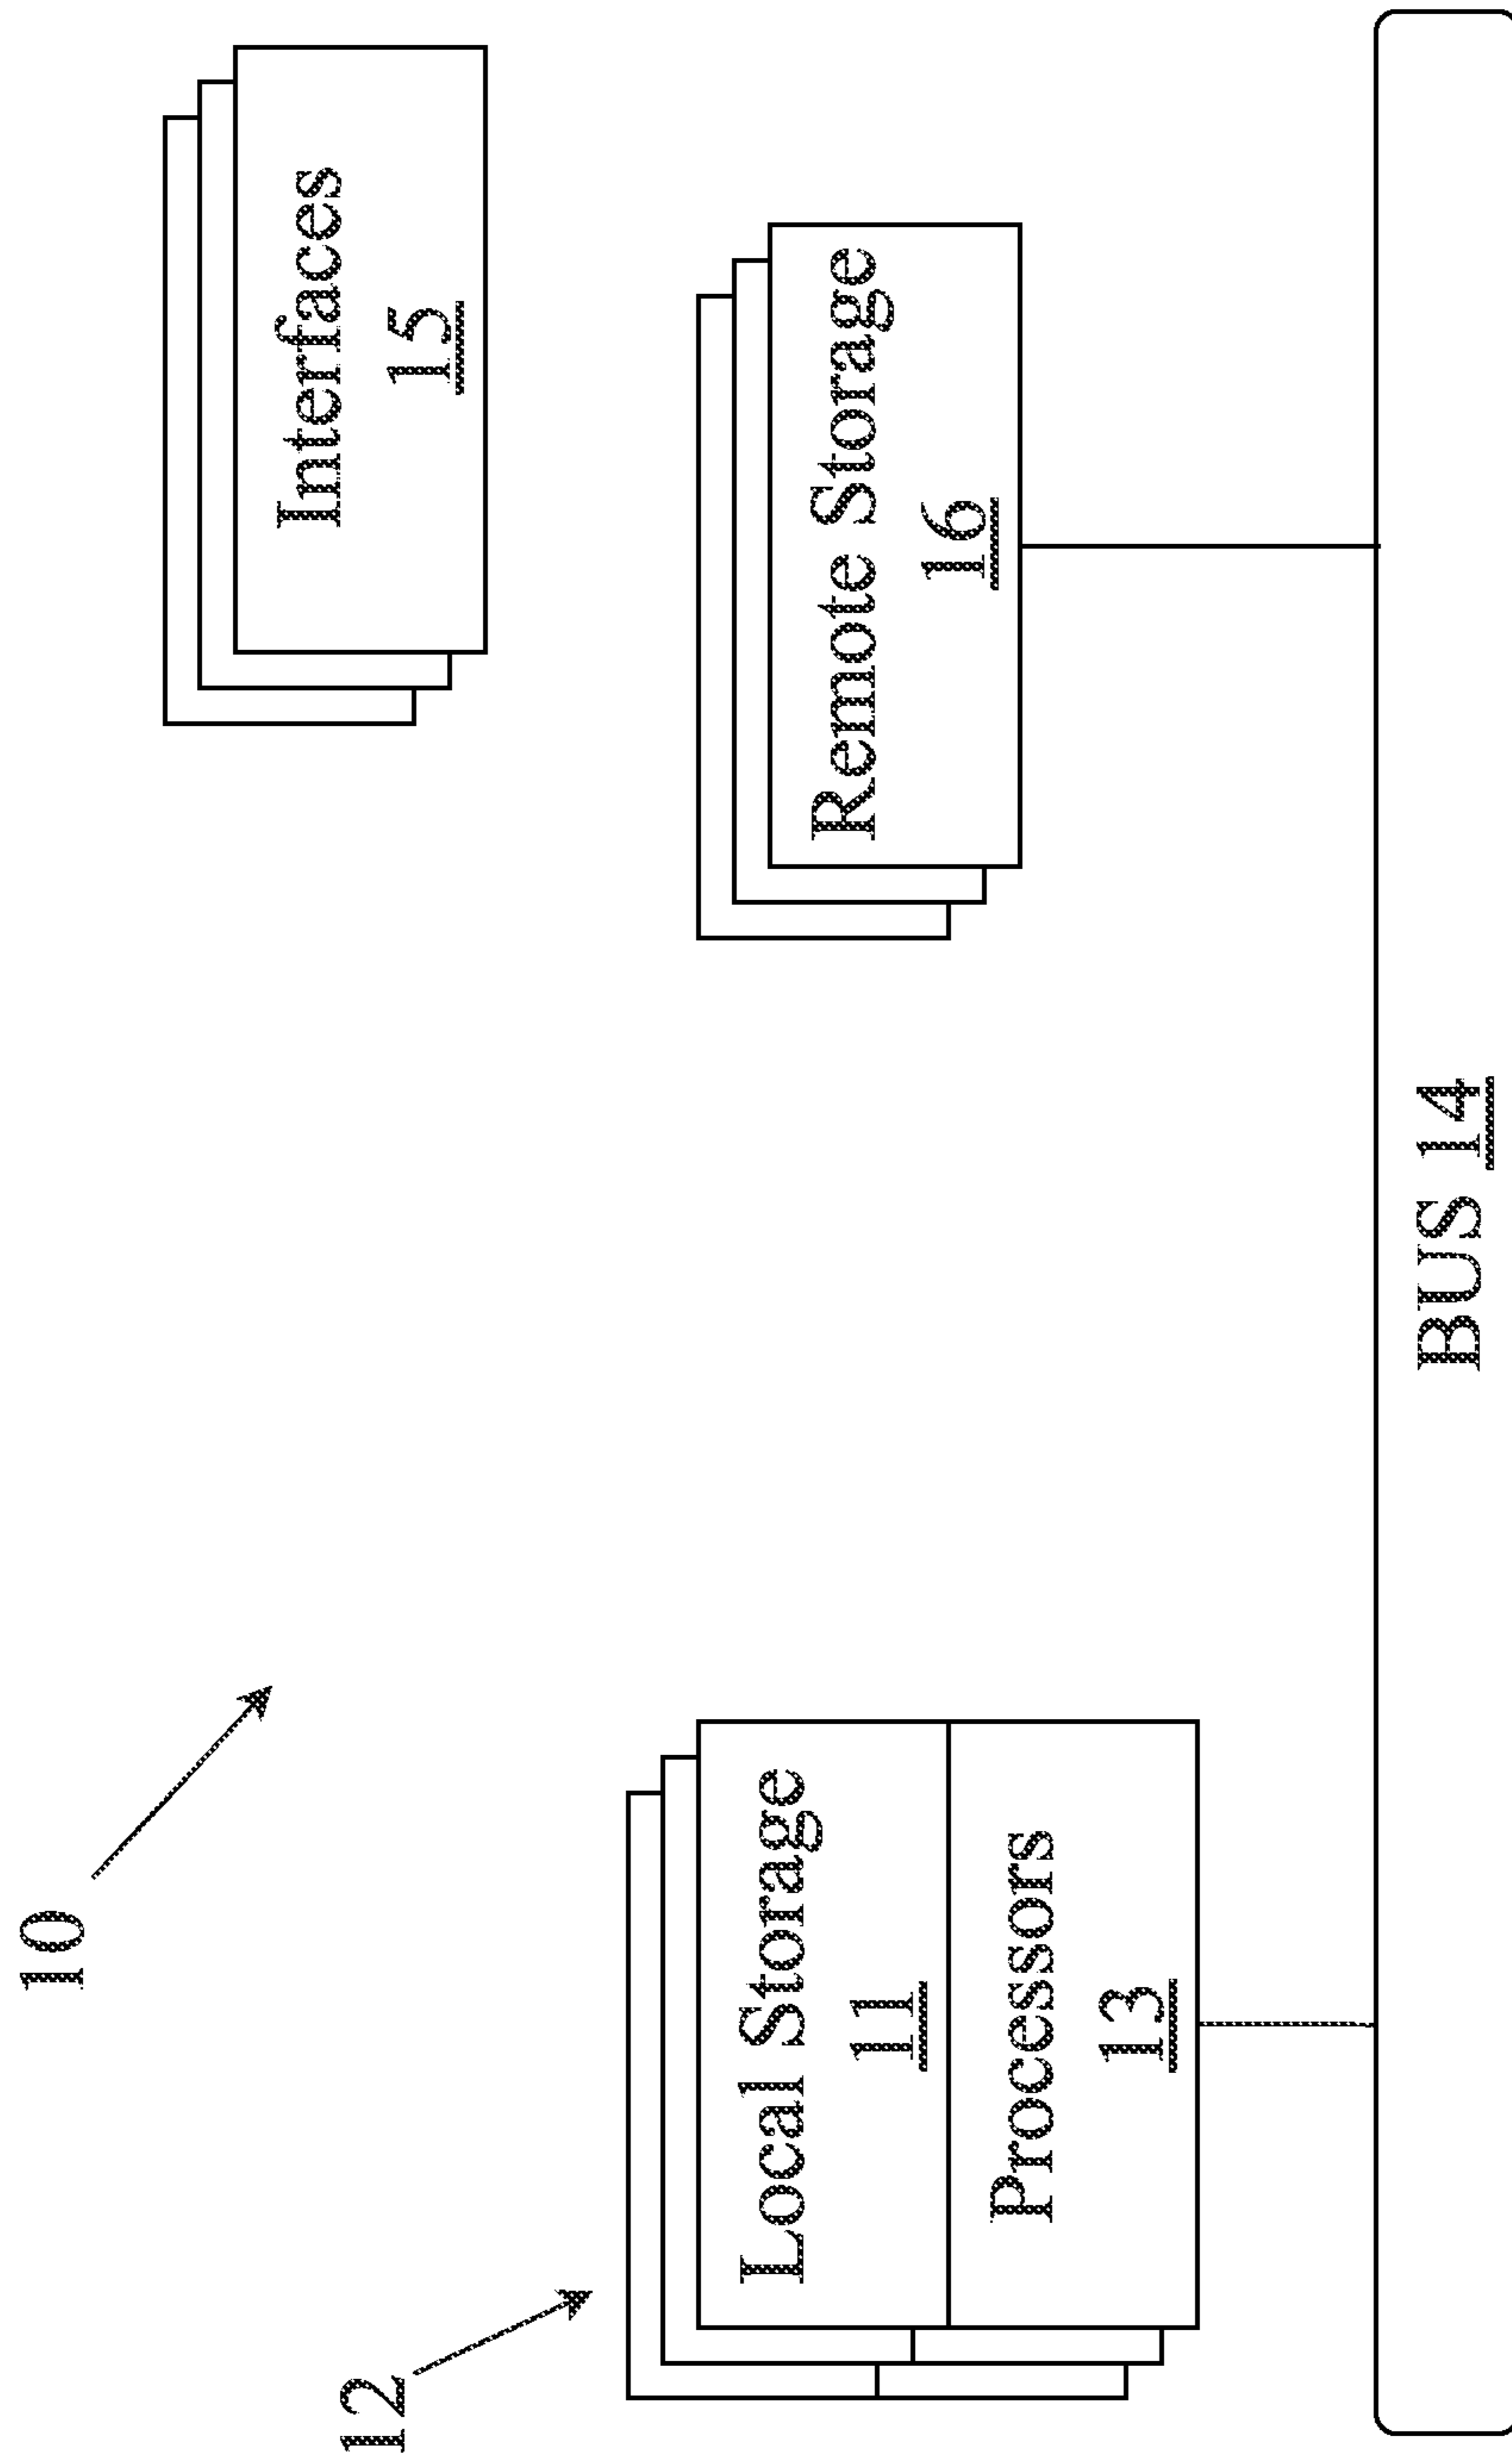 10
12
Interfaces
15
Local Storage
11
Processors
13
Remote Storage
16
BUS 14